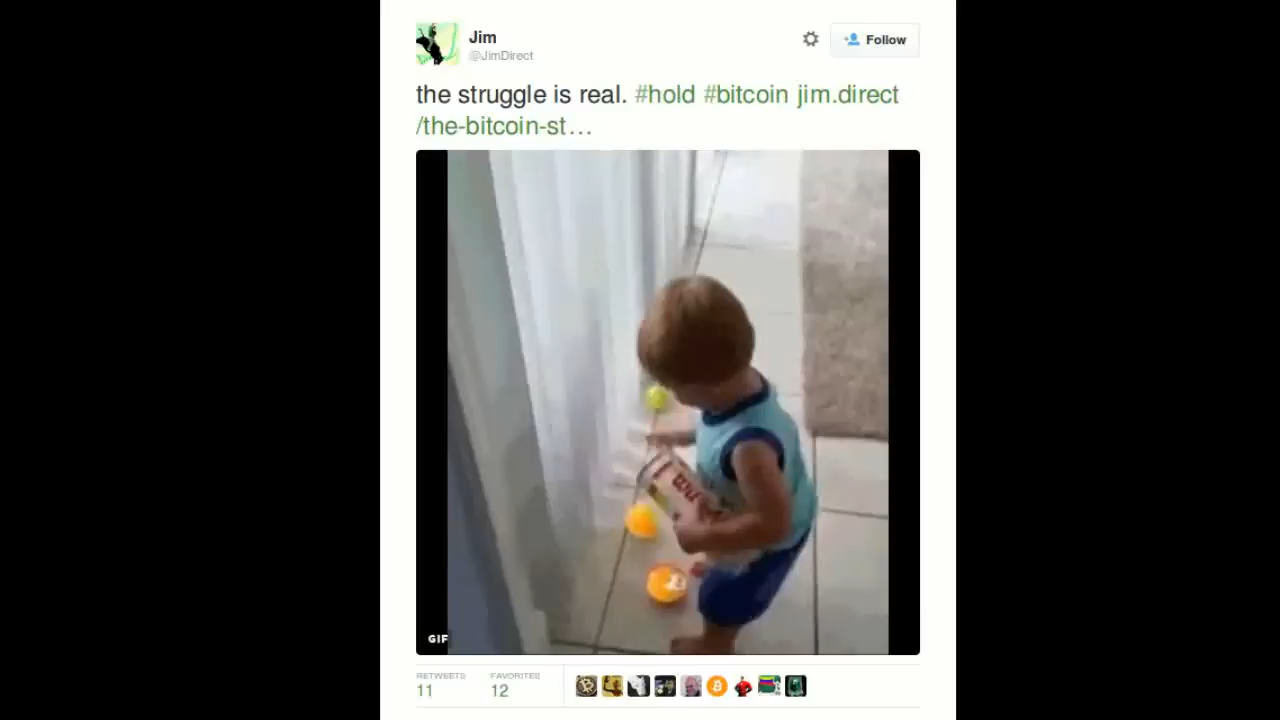 Jim
@JimDirect
Follow
the struggle is real. #hold #bitcoin jim.direct
/the-bitcoin-st…
GIF
RETWEETS FAVORITES
11 12